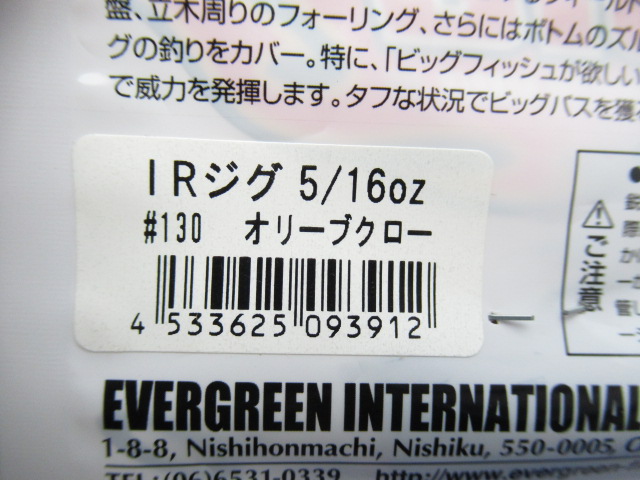 盤、立木周りのフォーリング、さらにはボトムのズル
グの釣りをカバー。特に、「ビッグフィッシュが欲しい
で威力を発揮します。タフな状況でビッグバスを獲
IRジグ 5/16oz
#130 オリーブクロー
4 533625 093912
ご注意
EVERGREEN INTERNATIONAL
1-8-8, Nishihonmachi, Nishiku, 550-0005,
TEL:(06)6531-0339 http://www.evergreen-